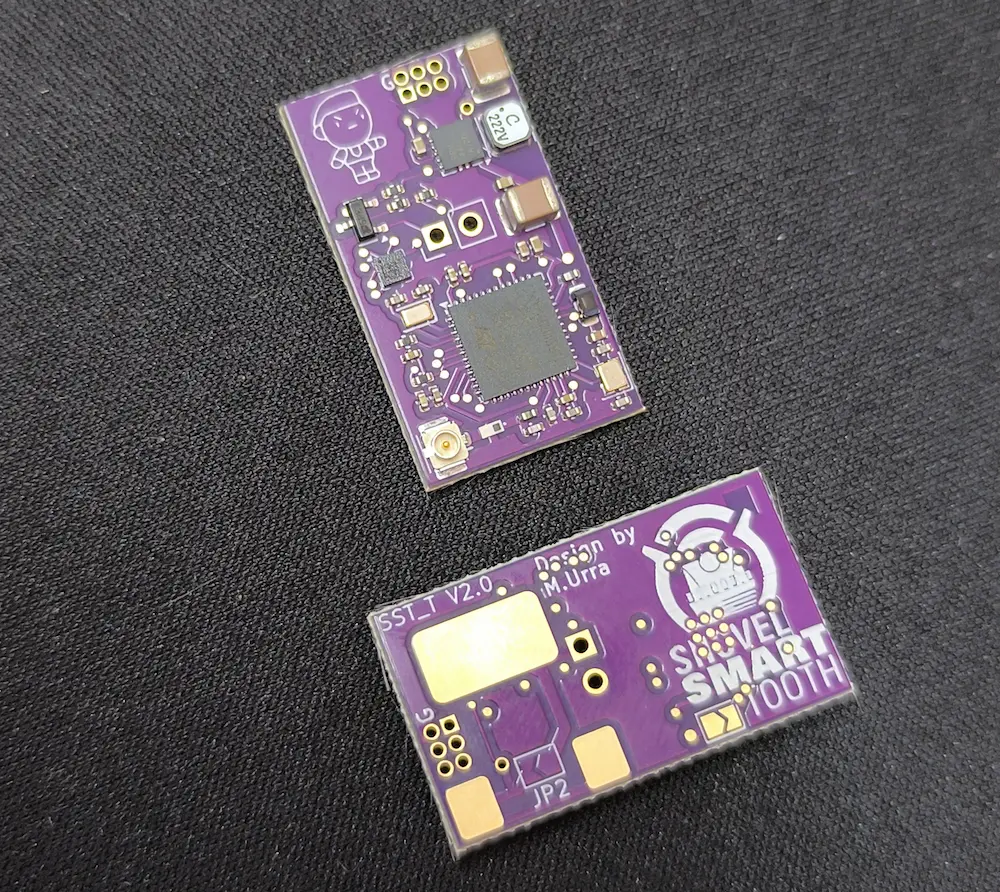 G
C
222V
SST_T V2.0
Design by
M.Urra
SHOVEL
SMART
TOOTH
G
JP2